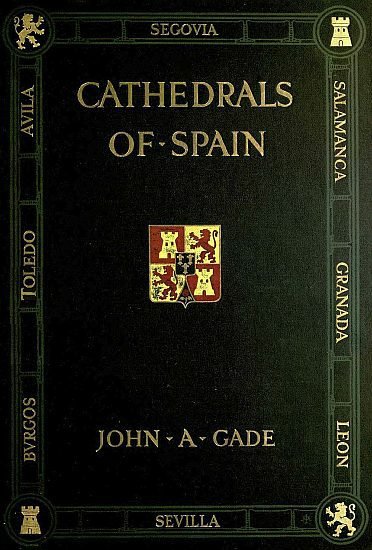 SEGOVIA
CATHEDRALS
OF-SPAIN
AVILA
TOLEDO
BVRGOS
SALAMANCA
GRANADA
LEON
JOHN-A-GADE
SEVILLA